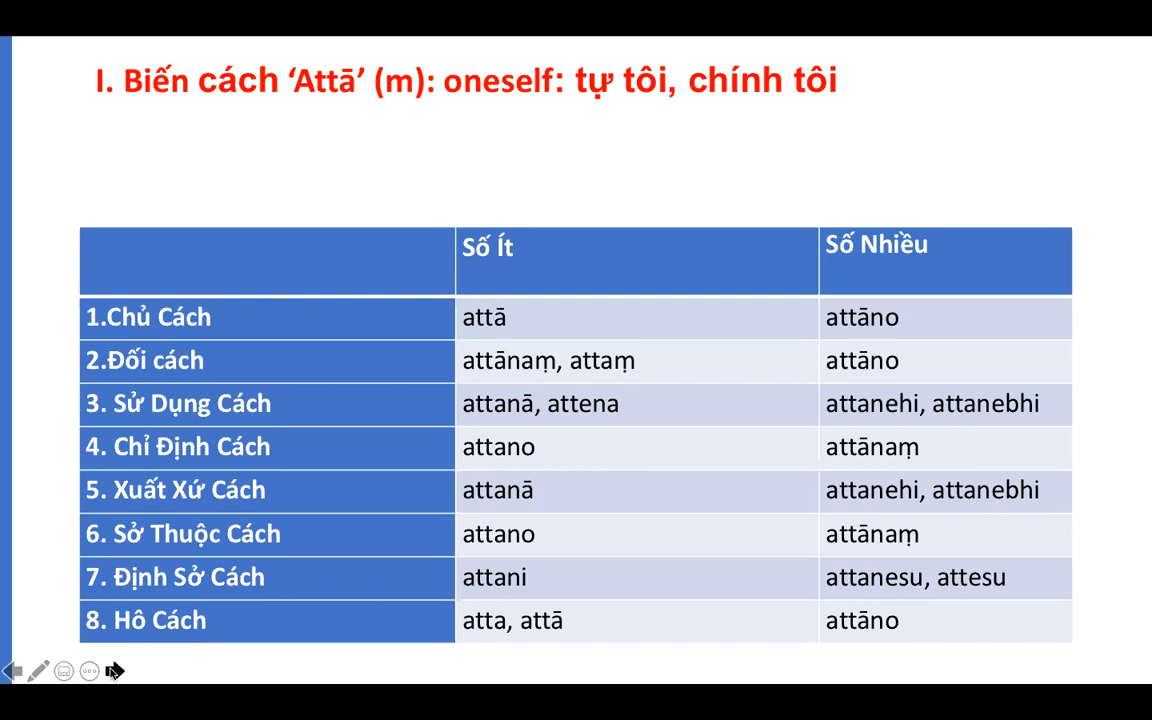 I. Biến cách ‘Attā’ (m): oneself: tự tôi, chính tôi
Số Ít Số Nhiều
1.Chủ Cách attā attāno
2.Đối cách attānaṃ, attaṃ attāno
3. Sử Dụng Cách attanā, attena attanehi, attanebhi
4. Chỉ Định Cách attano attānaṃ
5. Xuất Xứ Cách attanā attanehi, attanebhi
6. Sở Thuộc Cách attano attānaṃ
7. Định Sở Cách attani attanesu, attesu
8. Hô Cách atta, attā attāno